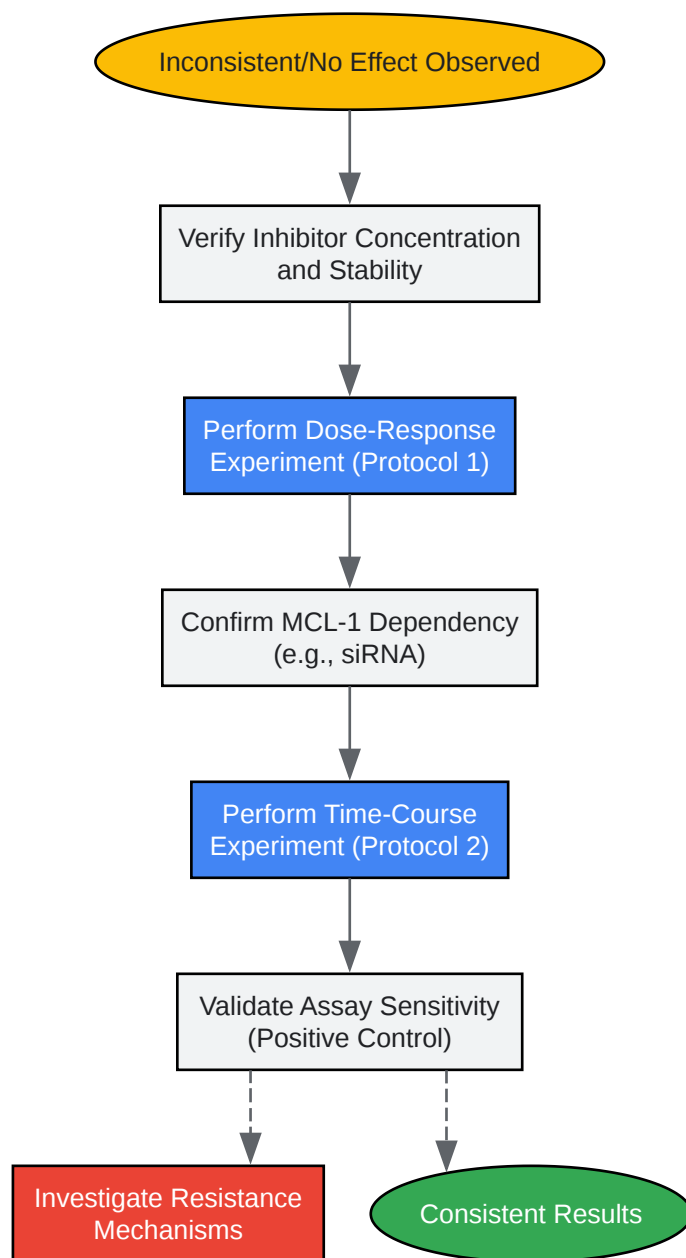 Inconsistent/No Effect Observed
Verify Inhibitor Concentration
and Stability
Perform Dose-Response
Experiment (Protocol 1)
Confirm MCL-1 Dependency
(e.g., siRNA)
Perform Time-Course
Experiment (Protocol 2)
Validate Assay Sensitivity
(Positive Control)
Investigate Resistance
Mechanisms
Consistent Results